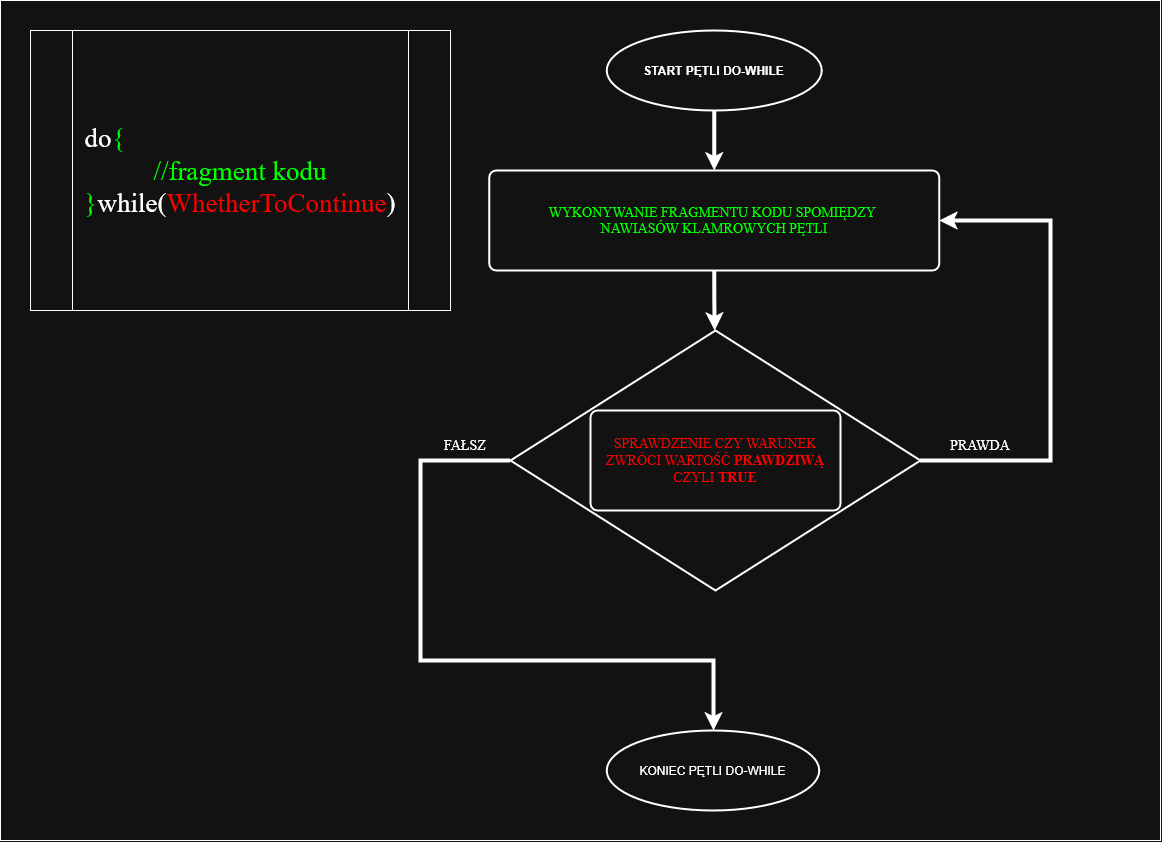 do{
//fragment kodu
}while(WhetherToContinue)
START PĘTLI DO-WHILE
WYKONYWANIE FRAGMENTU KODU SPOMIĘDZY
NAWIASÓW KLAMROWYCH PĘTLI
FAŁSZ
SPRAWDZENIE CZY WARUNEK
ZWRÓCI WARTOŚĆ PRAWDZIWĄ
CZYLI TRUE
PRAWDA
KONIEC PĘTLI DO-WHILE